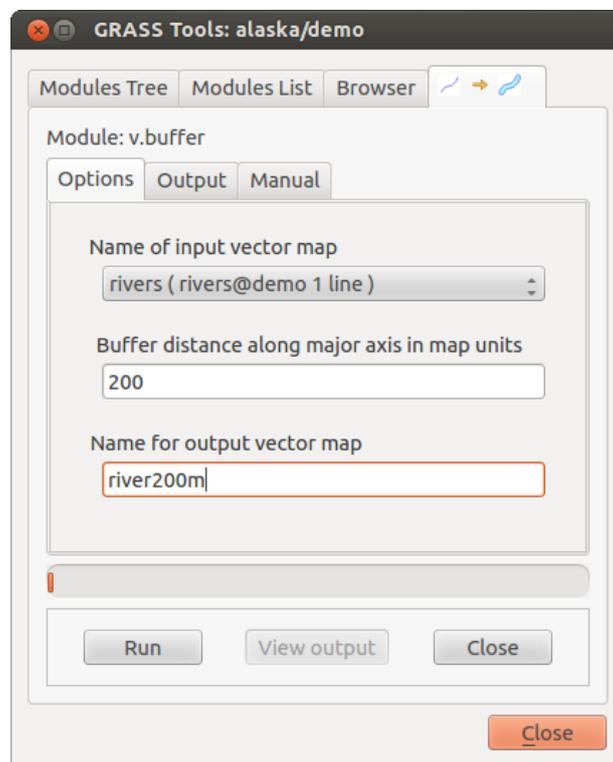 GRASS Tools: alaska/demo
Modules Tree Modules List Browser
Module: v.buffer
Options Output Manual
Name of input vector map
rivers ( rivers@demo 1 line )
Buffer distance along major axis in map units
200
Name for output vector map
river200m
Run View output Close
Close